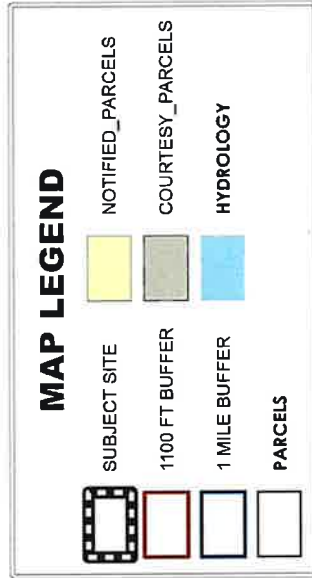 MAP LEGEND
SUBJECT SITE
1100 FT BUFFER
1 MILE BUFFER
PARCELS
NOTIFIED_PARCELS
COURTESY_PARCELS
HYDROLOGY